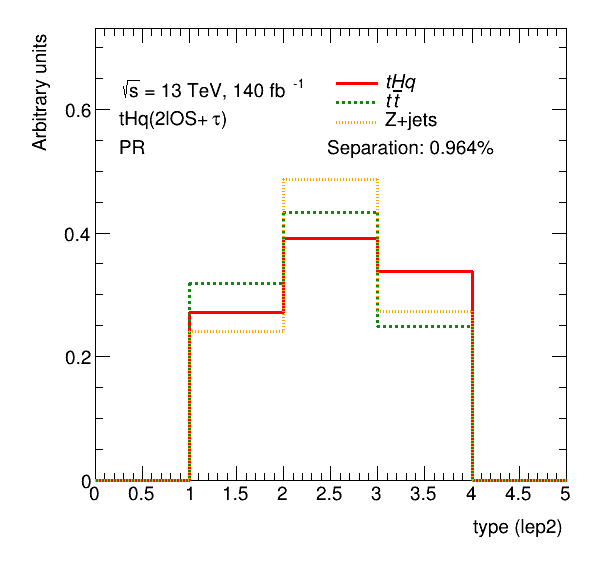 Arbitrary units
√s = 13 TeV, 140 fb⁻¹
tHq(2lOS+ τ)
PR
tHq
tt̅
Z+jets
Separation: 0.964%
0.6
0.4
0.2
0
0 0.5 1 1.5 2 2.5 3 3.5 4 4.5 5
type (lep2)